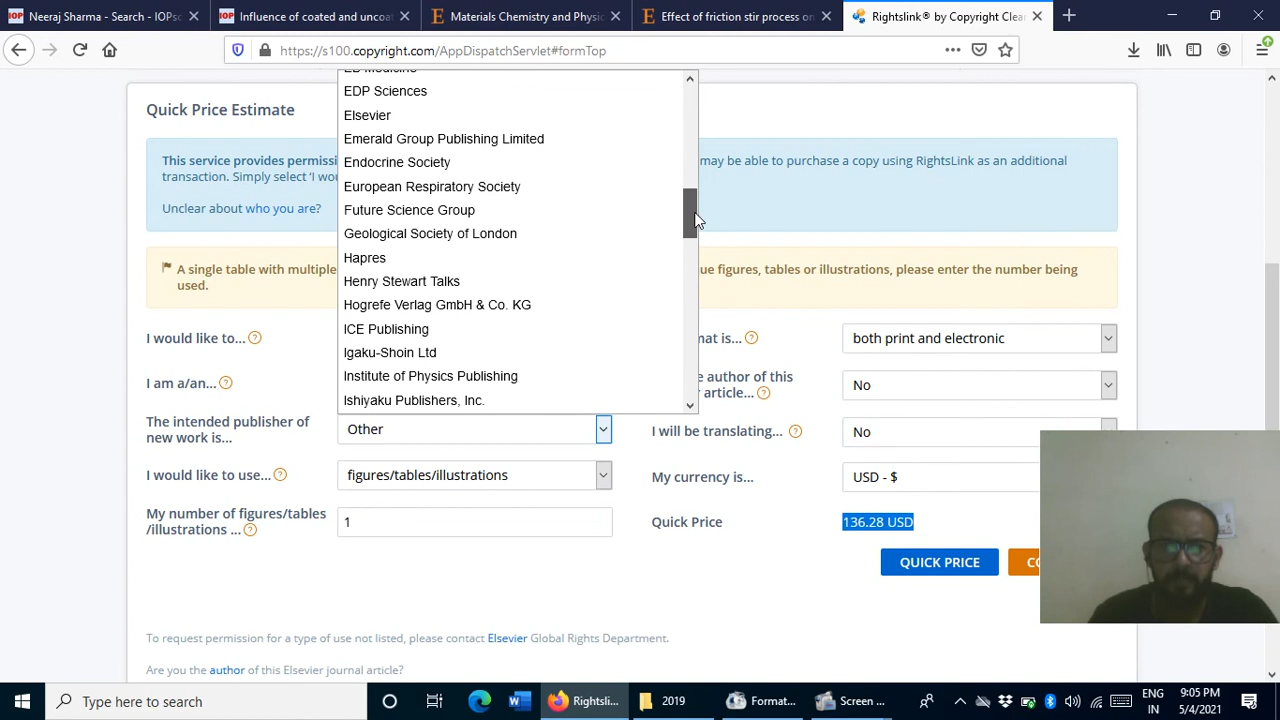 Neeraj Sharma - Search - IOPsc
Influence of coated and uncoat
Materials Chemistry and Physic
Effect of friction stir process on
Rightslink® by Copyright Clear
https://s100.copyright.com/AppDispatchServlet#formTop
Quick Price Estimate
This service provides permissi
may be able to purchase a copy using RightsLink as an additional
transaction. Simply select 'I wou
Unclear about who you are?
A single table with multiple
ue figures, tables or illustrations, please enter the number being
used.
EDP Sciences
Elsevier
Emerald Group Publishing Limited
Endocrine Society
European Respiratory Society
Future Science Group
Geological Society of London
Hapres
Henry Stewart Talks
Hogrefe Verlag GmbH & Co. KG
ICE Publishing
Igaku-Shoin Ltd
Institute of Physics Publishing
Ishiyaku Publishers, Inc.
I would like to... ?
mat is... ?
both print and electronic
I am a/an... ?
e author of this
r article... ?
No
The intended publisher of
new work is...
Other
I will be translating... ?
No
I would like to use... ?
figures/tables/illustrations
My currency is...
USD - $
My number of figures/tables
/illustrations ... ?
1
Quick Price
136.28 USD
QUICK PRICE
CO
To request permission for a type of use not listed, please contact Elsevier Global Rights Department.
Are you the author of this Elsevier journal article?
Type here to search
Rightsli...
2019
Format...
Screen ...
ENG
IN
9:05 PM
5/4/2021